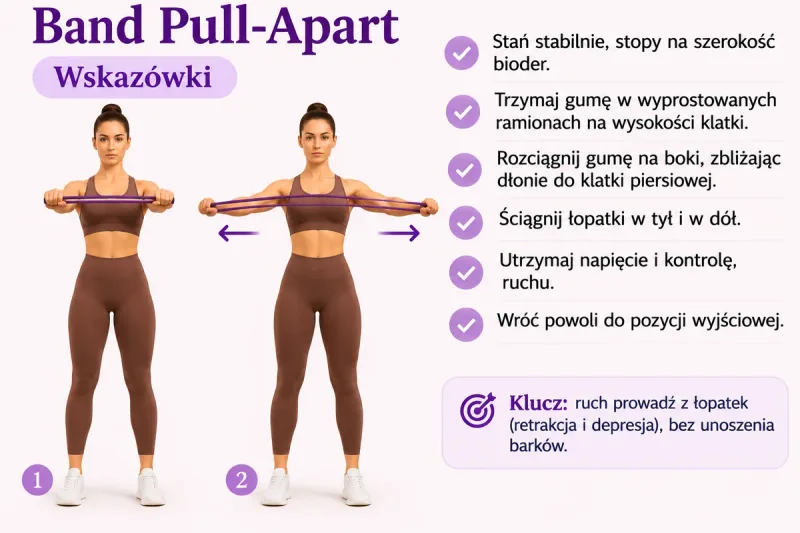 Band Pull-Apart
Wskazówki
Stań stabilnie, stopy na szerokość
bioder.
Trzymaj gumę w wyprostowanych
ramionach na wysokości klatki.
Rozciągnij gumę na boki, zbliżając
dłonie do klatki piersiowej.
Ściągnij łopatki w tył i w dół.
Utrzymaj napięcie i kontrolę,
ruchu.
Wróć powoli do pozycji wyjściowej.
Klucz: ruch prowadź z łopatek
(retrakcja i depresja), bez unoszenia
barków.
1
2